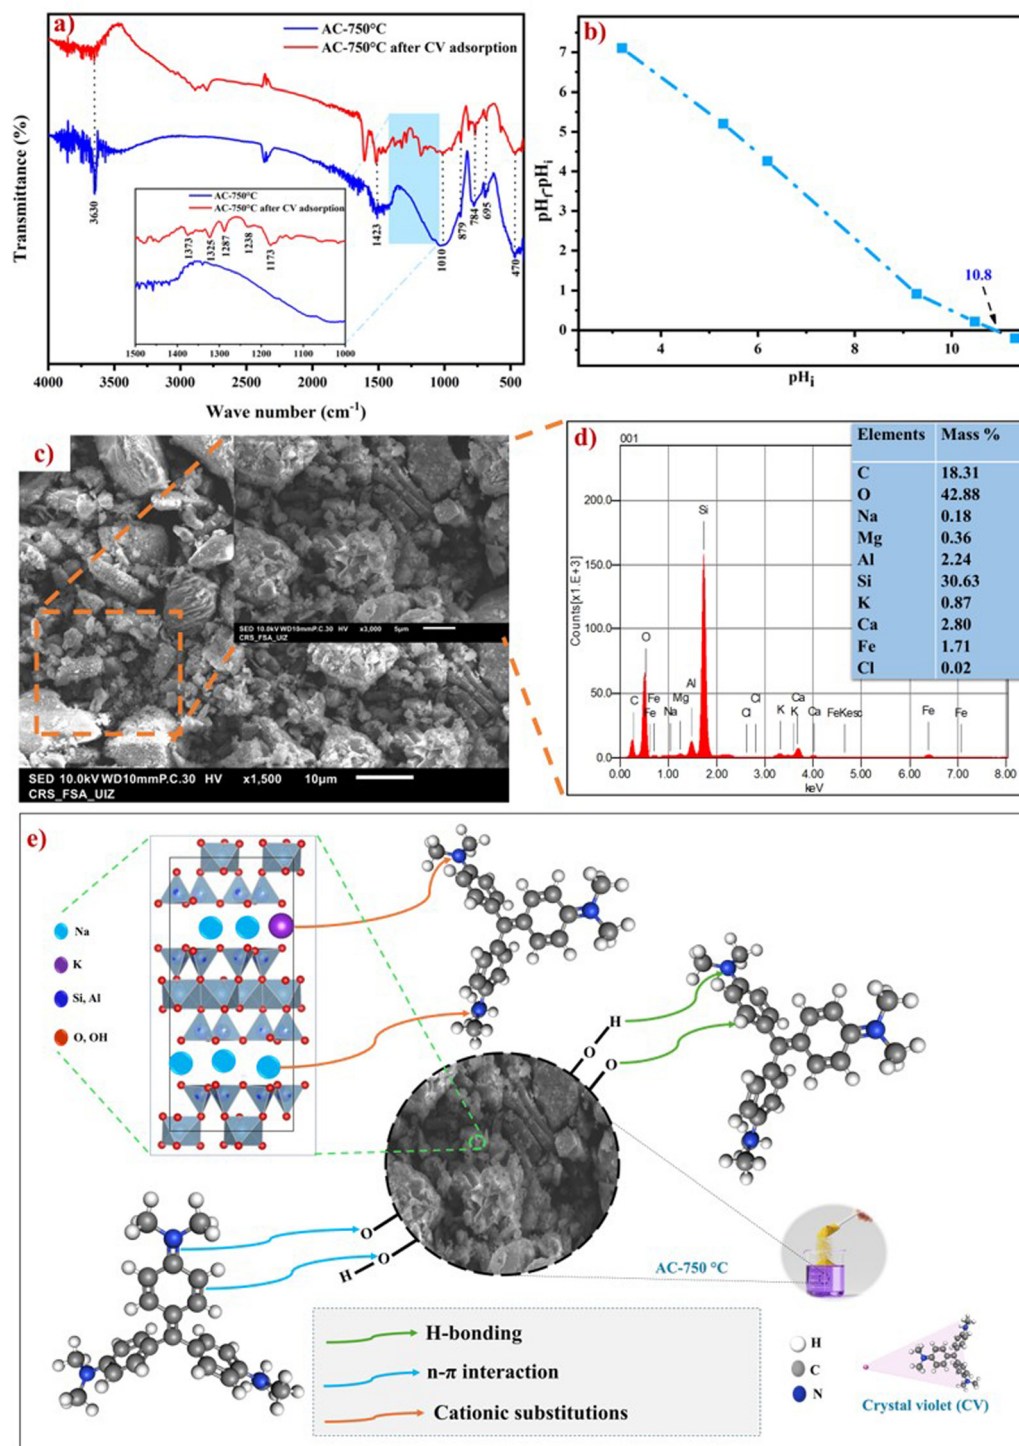 a)
AC-750°C
AC-750°C after CV adsorption
Transmittance (%)
3630
1423
1010
879
784
695
470
AC-750°C
AC-750°C after CV adsorption
1373
1325
1287
1238
1173
1500 1400 1300 1200 1100 1000
4000 3500 3000 2500 2000 1500 1000 500
Wave number (cm-1)
b)
7
6
5
4
3
2
1
0
pHf-pHi
10.8
4 6 8 10
pHi
c)
SED 10.0kV WD10mmP.C.30 HV x3,000 5µm
CRS_FSA_UIZ
SED 10.0kV WD10mmP.C.30 HV x1,500 10µm
CRS_FSA_UIZ
d)
001
Counts[x1.E+3]
200.0
150.0
100.0
50.0
0.0
C
O
Fe
Fe
Na
Mg
Al
Si
Cl
Cl
K
K
Ca
Ca
Fe
Kesc
Fe
Fe
0.00 1.00 2.00 3.00 4.00 5.00 6.00 7.00 8.00
keV
Elements Mass %
C 18.31
O 42.88
Na 0.18
Mg 0.36
Al 2.24
Si 30.63
K 0.87
Ca 2.80
Fe 1.71
Cl 0.02
e)
Na
K
Si, Al
O, OH
N
N
N
H
O
O
N
N
N
O
O
H
N
N
N
AC-750 °C
H-bonding
n-π interaction
Cationic substitutions
H
C
N
Crystal violet (CV)